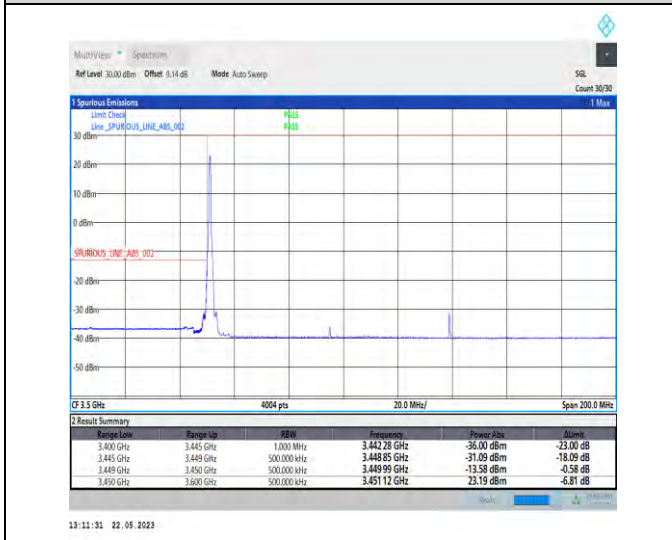 MultiView Spectrum
Ref Level 30.00 dBm Offset 9.14 dB Mode Auto Sweep SGL
Count 30/30
1 Spurious Emissions 1 Max
Limit Check PASS
Line _SPURIOUS_LINE_ABS_002 PASS
30 dBm
20 dBm
10 dBm
0 dBm
SPURIOUS_LINE_ABS_002
-20 dBm
-30 dBm
-40 dBm
-50 dBm
CF 3.5 GHz 4004 pts 20.0 MHz/ Span 200.0 MHz
2 Result Summary
Range Low Range Up RBW Frequency Power Abs ΔLimit
3.400 GHz 3.445 GHz 1.000 MHz 3.442 28 GHz -36.00 dBm -23.00 dB
3.445 GHz 3.449 GHz 500.000 kHz 3.448 85 GHz -31.09 dBm -18.09 dB
3.449 GHz 3.450 GHz 500.000 kHz 3.449 99 GHz -13.58 dBm -0.58 dB
3.450 GHz 3.600 GHz 500.000 kHz 3.451 12 GHz 23.19 dBm -6.81 dB
13:11:31 22.05.2023